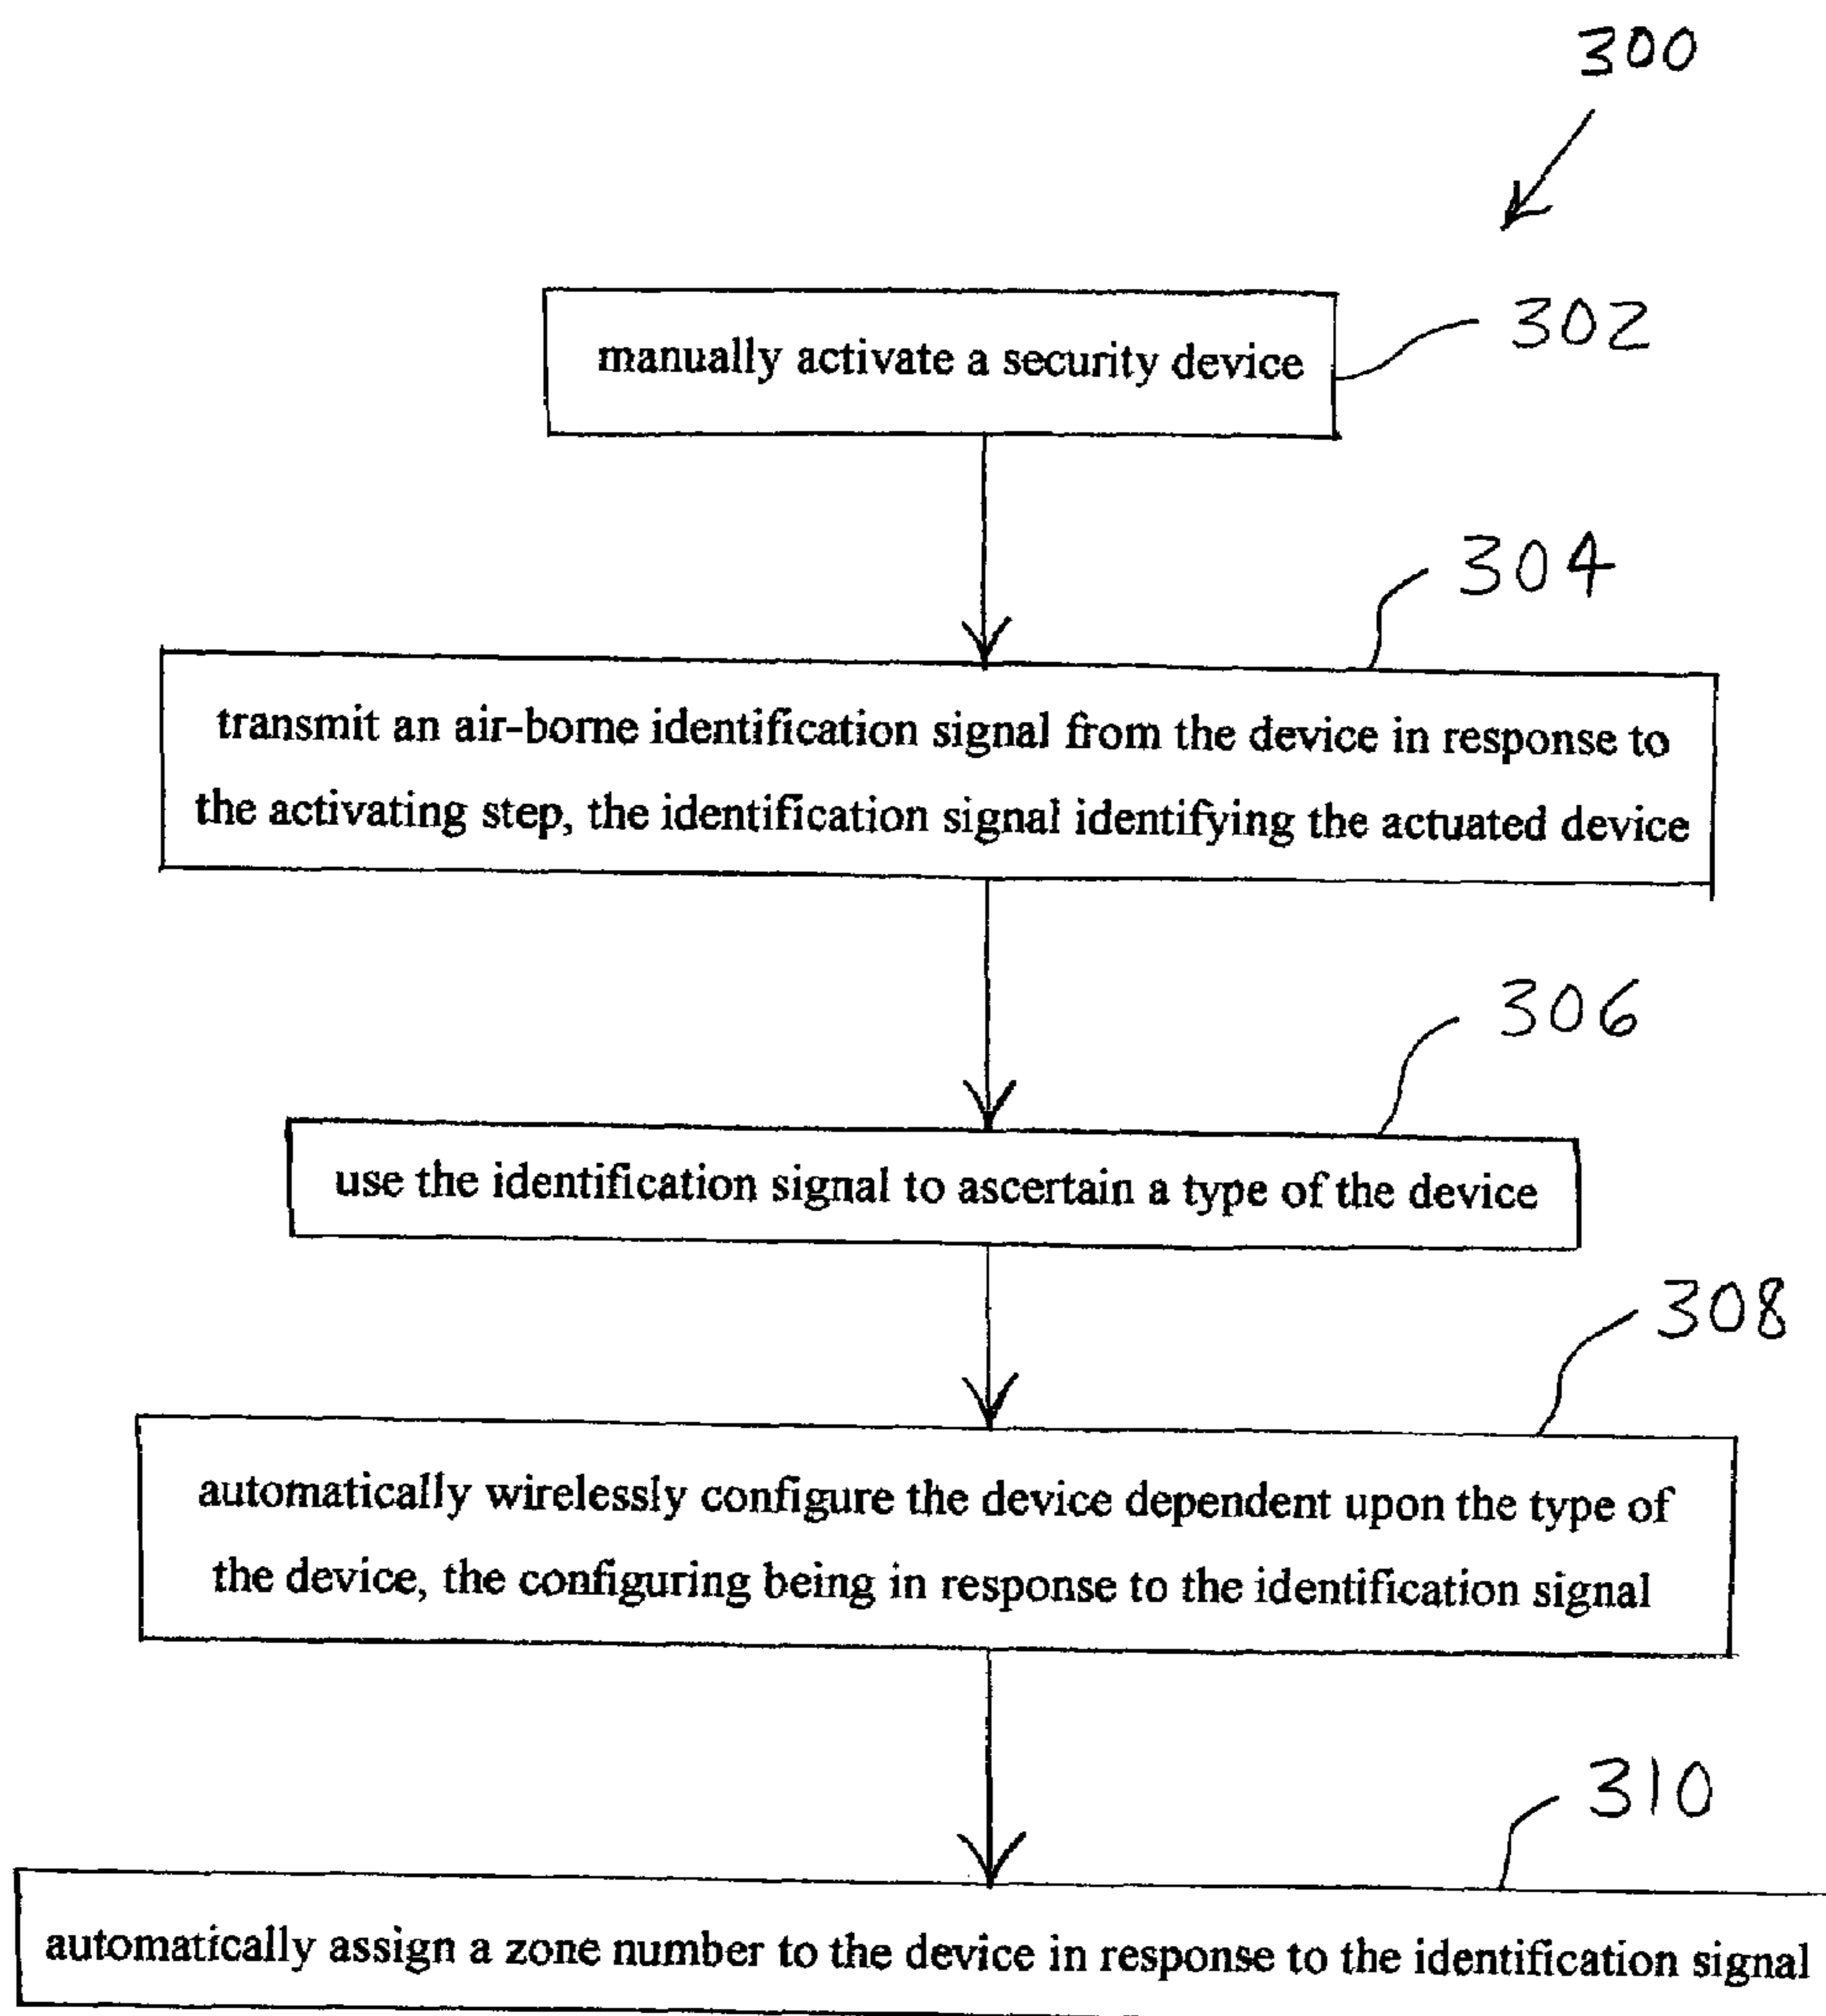 300
manually activate a security device
302
304
transmit an air-borne identification signal from the device in response to
the activating step, the identification signal identifying the actuated device
306
use the identification signal to ascertain a type of the device
308
automatically wirelessly configure the device dependent upon the type of
the device, the configuring being in response to the identification signal
310
automatically assign a zone number to the device in response to the identification signal